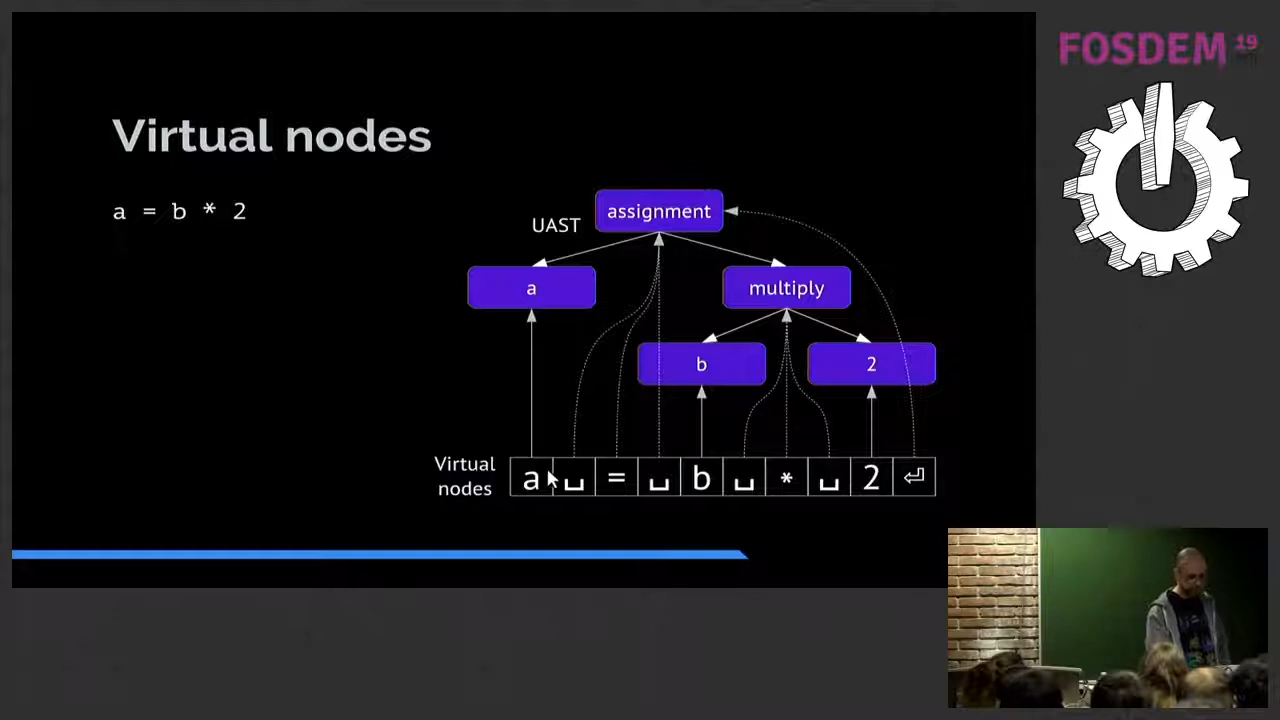 FOSDEM 19
Virtual nodes
a = b * 2
UAST
assignment
a
multiply
b
2
Virtual
nodes
a ␣ = ␣ b ␣ * ␣ 2 ⏎